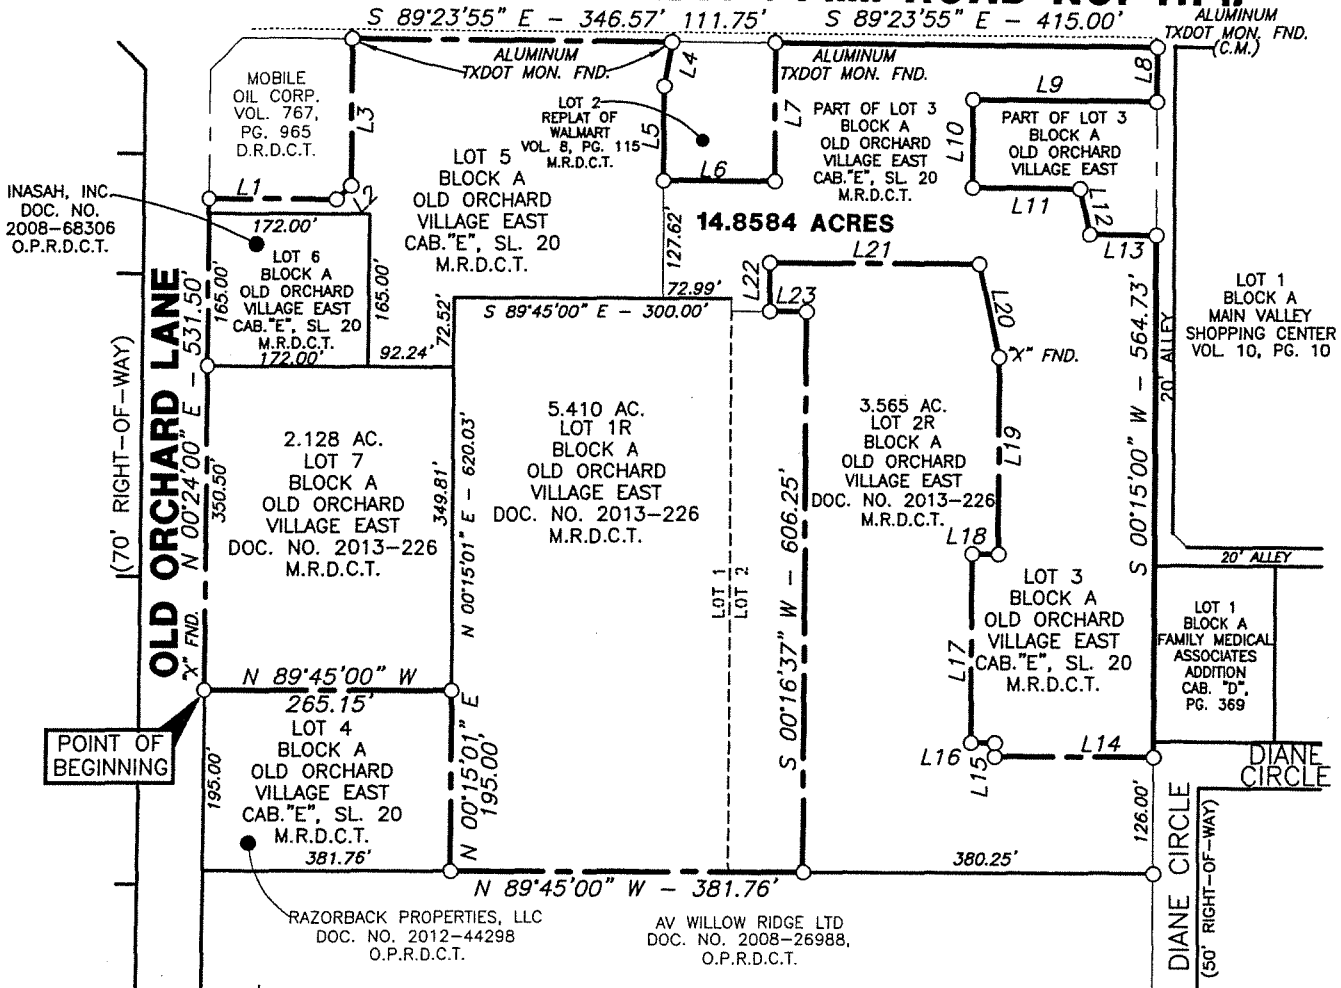 S 89°23'55" E - 346.57'
111.75'
S 89°23'55" E - 415.00'
ALUMINUM
TXDOT MON. FND.
(C.M.)
ALUMINUM
TXDOT MON. FND.
ALUMINUM
TXDOT MON. FND.
MOBILE
OIL CORP.
VOL. 767,
PG. 965
D.R.D.C.T.
L3
L4
L5
L6
L7
L8
L9
L10
L11
L12
L13
LOT 2
REPLAT OF
WALMART
VOL. 8, PG. 115
M.R.D.C.T.
PART OF LOT 3
BLOCK A
OLD ORCHARD
VILLAGE EAST
CAB."E", SL. 20
M.R.D.C.T.
PART OF LOT 3
BLOCK A
OLD ORCHARD
VILLAGE EAST
LOT 5
BLOCK A
OLD ORCHARD
VILLAGE EAST
CAB."E", SL. 20
M.R.D.C.T.
L1
L2
INASAH, INC.
DOC. NO.
2008-68306
O.P.R.D.C.T.
172.00'
LOT 6
BLOCK A
OLD ORCHARD
VILLAGE EAST
CAB."E", SL. 20
M.R.D.C.T.
172.00'
165.00'
165.00'
92.24'
72.52'
127.62'
72.99'
14.8584 ACRES
L21
L22
L23
L20
"X" FND.
S 89°45'00" E - 300.00'
LOT 1
BLOCK A
MAIN VALLEY
SHOPPING CENTER
VOL. 10, PG. 10
20' ALLEY
S 00°15'00" W - 564.73'
OLD ORCHARD LANE
(70' RIGHT-OF-WAY)
N 00°24'00" E - 531.50'
350.50'
"X" FND.
2.128 AC.
LOT 7
BLOCK A
OLD ORCHARD
VILLAGE EAST
DOC. NO. 2013-226
M.R.D.C.T.
349.81'
N 00°15'01" E - 620.03'
5.410 AC.
LOT 1R
BLOCK A
OLD ORCHARD
VILLAGE EAST
DOC. NO. 2013-226
M.R.D.C.T.
LOT 1
LOT 2
S 00°16'37" W - 606.25'
3.565 AC.
LOT 2R
BLOCK A
OLD ORCHARD
VILLAGE EAST
DOC. NO. 2013-226
M.R.D.C.T.
L19
L18
L17
L16
L15
L14
LOT 3
BLOCK A
OLD ORCHARD
VILLAGE EAST
CAB."E", SL. 20
M.R.D.C.T.
20' ALLEY
LOT 1
BLOCK A
FAMILY MEDICAL
ASSOCIATES
ADDITION
CAB. "D",
PG. 369
DIANE
CIRCLE
N 89°45'00" W
265.15'
POINT OF
BEGINNING
LOT 4
BLOCK A
OLD ORCHARD
VILLAGE EAST
CAB."E", SL. 20
M.R.D.C.T.
195.00'
381.76'
N 00°15'01" E
195.00'
N 89°45'00" W - 381.76'
380.25'
126.00'
DIANE CIRCLE
(50' RIGHT-OF-WAY)
RAZORBACK PROPERTIES, LLC
DOC. NO. 2012-44298
O.P.R.D.C.T.
AV WILLOW RIDGE LTD
DOC. NO. 2008-26988,
O.P.R.D.C.T.